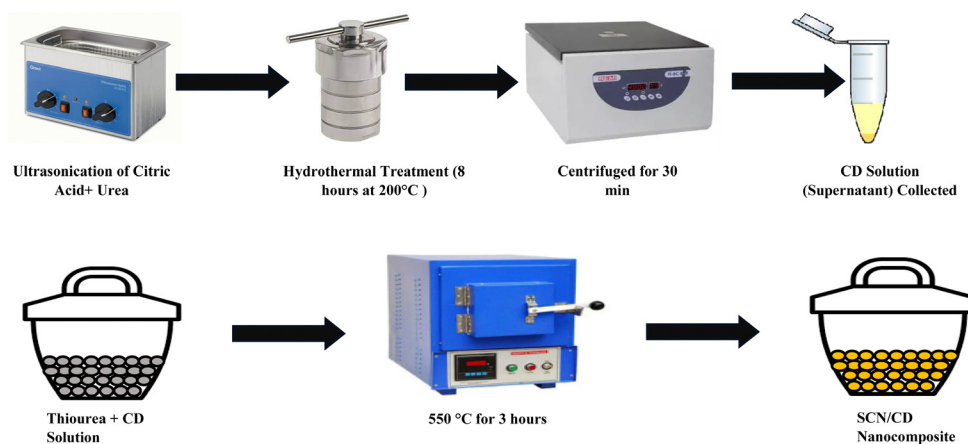 Ultrasonication of Citric
Acid+ Urea
Hydrothermal Treatment (8
hours at 200°C )
Centrifuged for 30
min
CD Solution
(Supernatant) Collected
Thiourea + CD
Solution
550 °C for 3 hours
SCN/CD
Nanocomposite